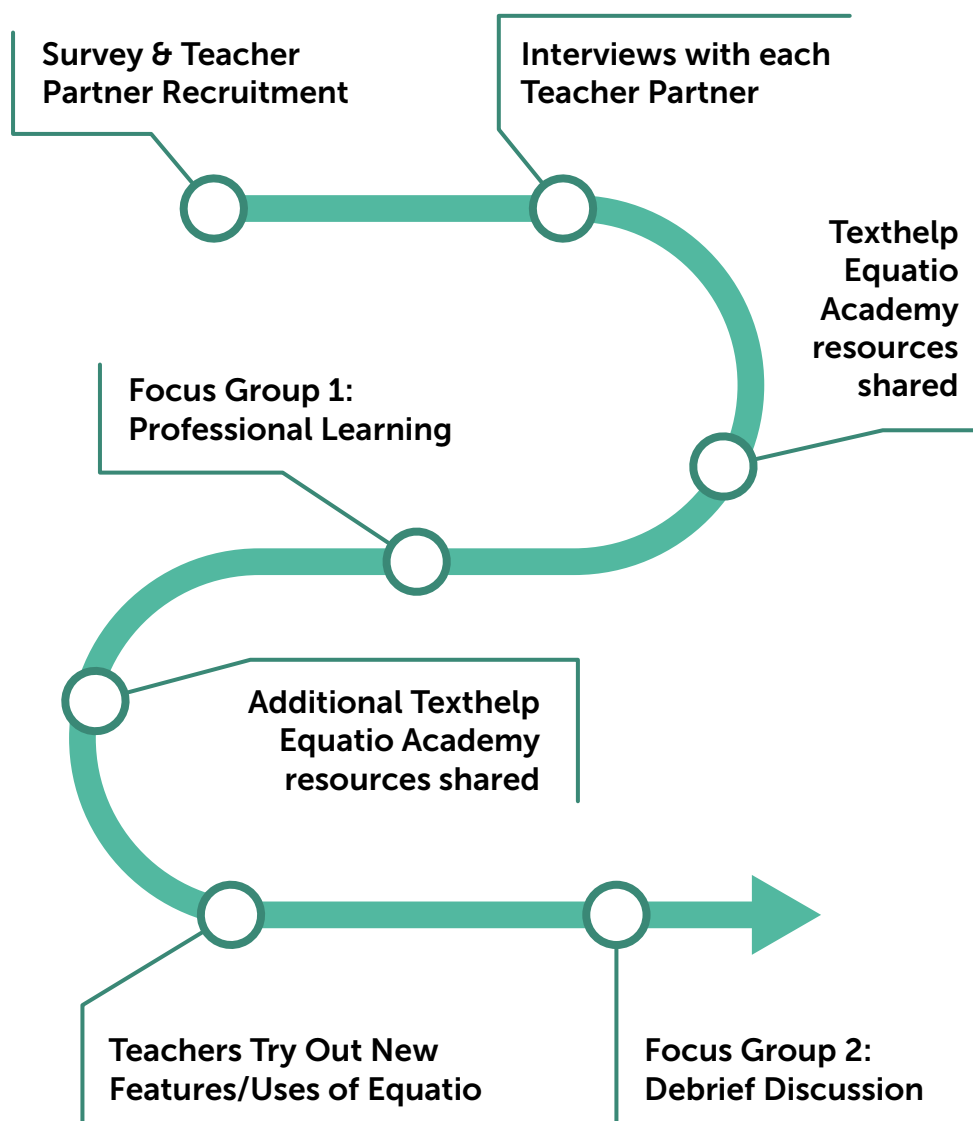 Survey & Teacher
Partner Recruitment
Interviews with each
Teacher Partner
Texthelp
Equatio
Academy
resources
shared
Focus Group 1:
Professional Learning
Additional Texthelp
Equatio Academy
resources shared
Teachers Try Out New
Features/Uses of Equatio
Focus Group 2:
Debrief Discussion